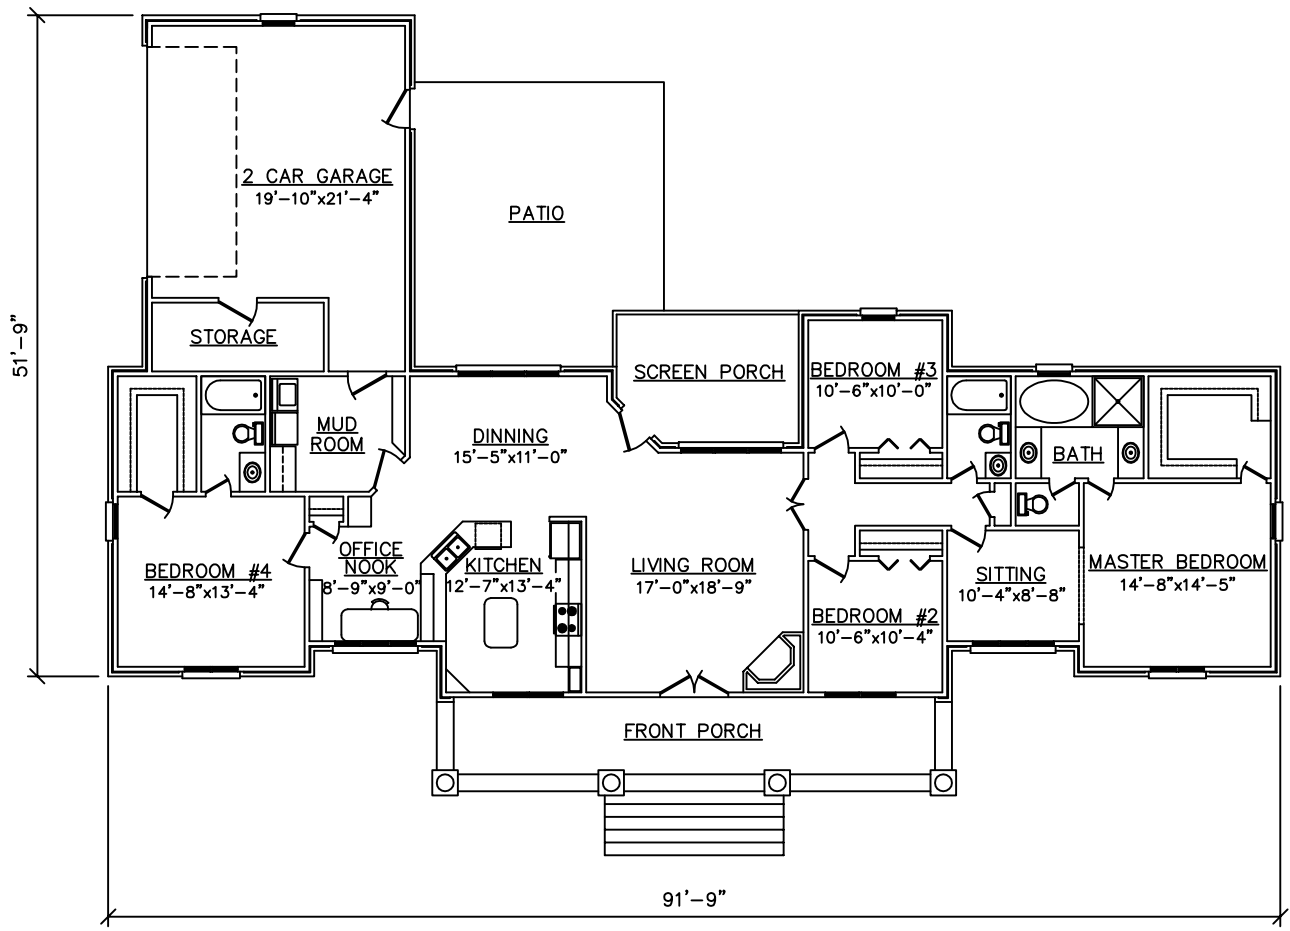 2 CAR GARAGE
19'-10"x21'-4"
PATIO
51'-9"
STORAGE
SCREEN PORCH
BEDROOM #3
10'-6"x10'-0"
MUD
ROOM
DINNING
15'-5"x11'-0"
BATH
OFFICE
NOOK
8'-9"x9'-0"
BEDROOM #4
14'-8"x13'-4"
KITCHEN
12'-7"x13'-4"
LIVING ROOM
17'-0"x18'-9"
SITTING
10'-4"x8'-8"
MASTER BEDROOM
14'-8"x14'-5"
BEDROOM #2
10'-6"x10'-4"
FRONT PORCH
91'-9"